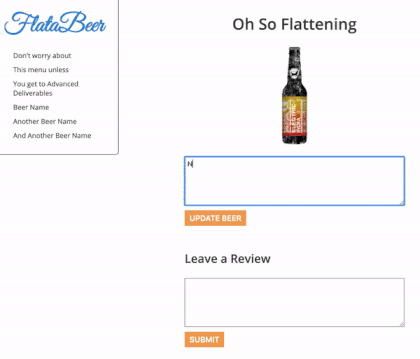 FlataBeer
Don't worry about
This menu unless
You get to Advanced
Deliverables
Beer Name
Another Beer Name
And Another Beer Name
Oh So Flattening
N
UPDATE BEER
Leave a Review
SUBMIT